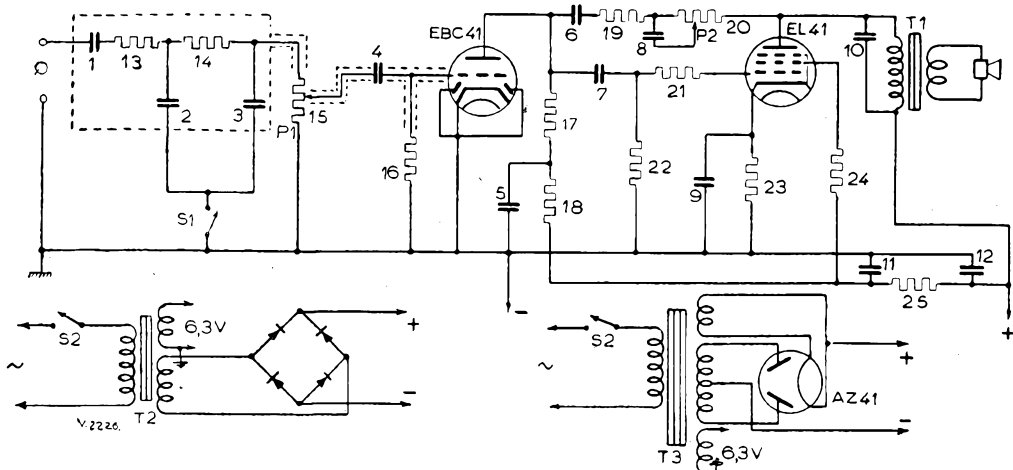 EBC41
EL41
T1
1
13
14
4
6
19
8
P2
20
10
2
3
P1
15
7
21
16
17
22
9
23
24
S1
5
18
11
12
25
-
+
S2
6,3V
+
~
T2
-
V.2226.
S2
~
T3
AZ41
+
-
6,3V